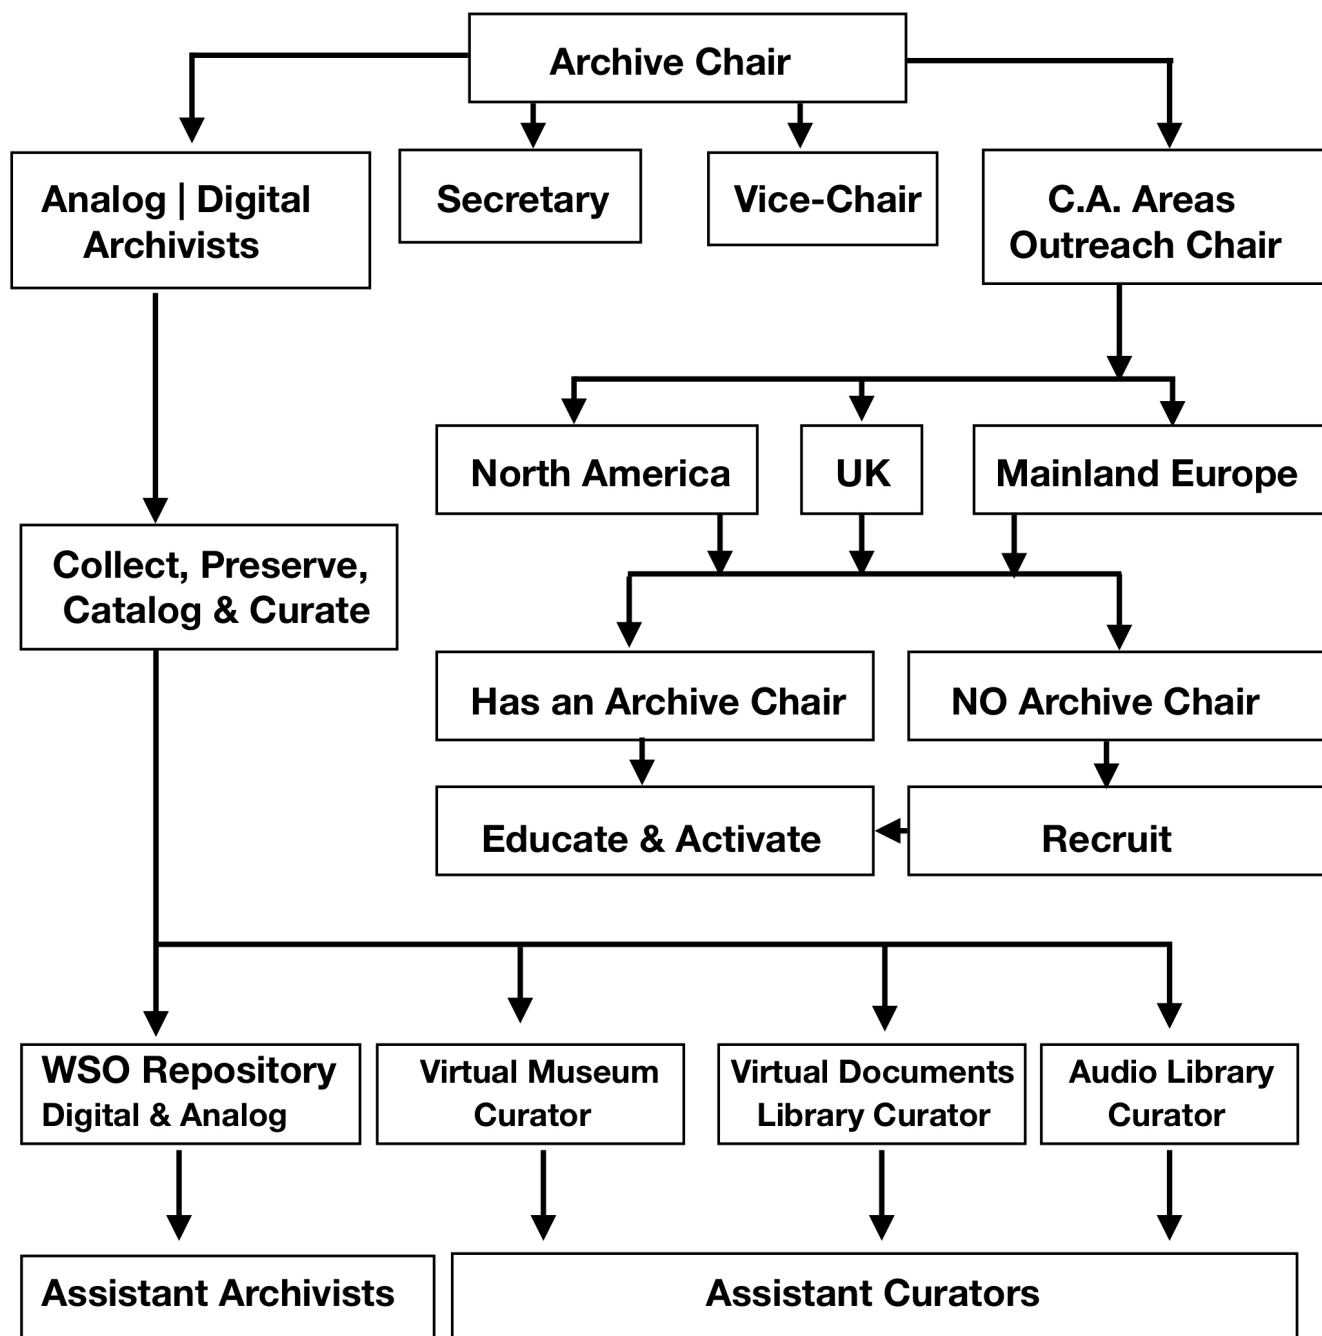 Archive Chair
Analog | Digital
Archivists
Secretary
Vice-Chair
C.A. Areas
Outreach Chair
North America
UK
Mainland Europe
Collect, Preserve,
Catalog & Curate
Has an Archive Chair
NO Archive Chair
Educate & Activate
Recruit
WSO Repository
Digital & Analog
Virtual Museum
Curator
Virtual Documents
Library Curator
Audio Library
Curator
Assistant Archivists
Assistant Curators